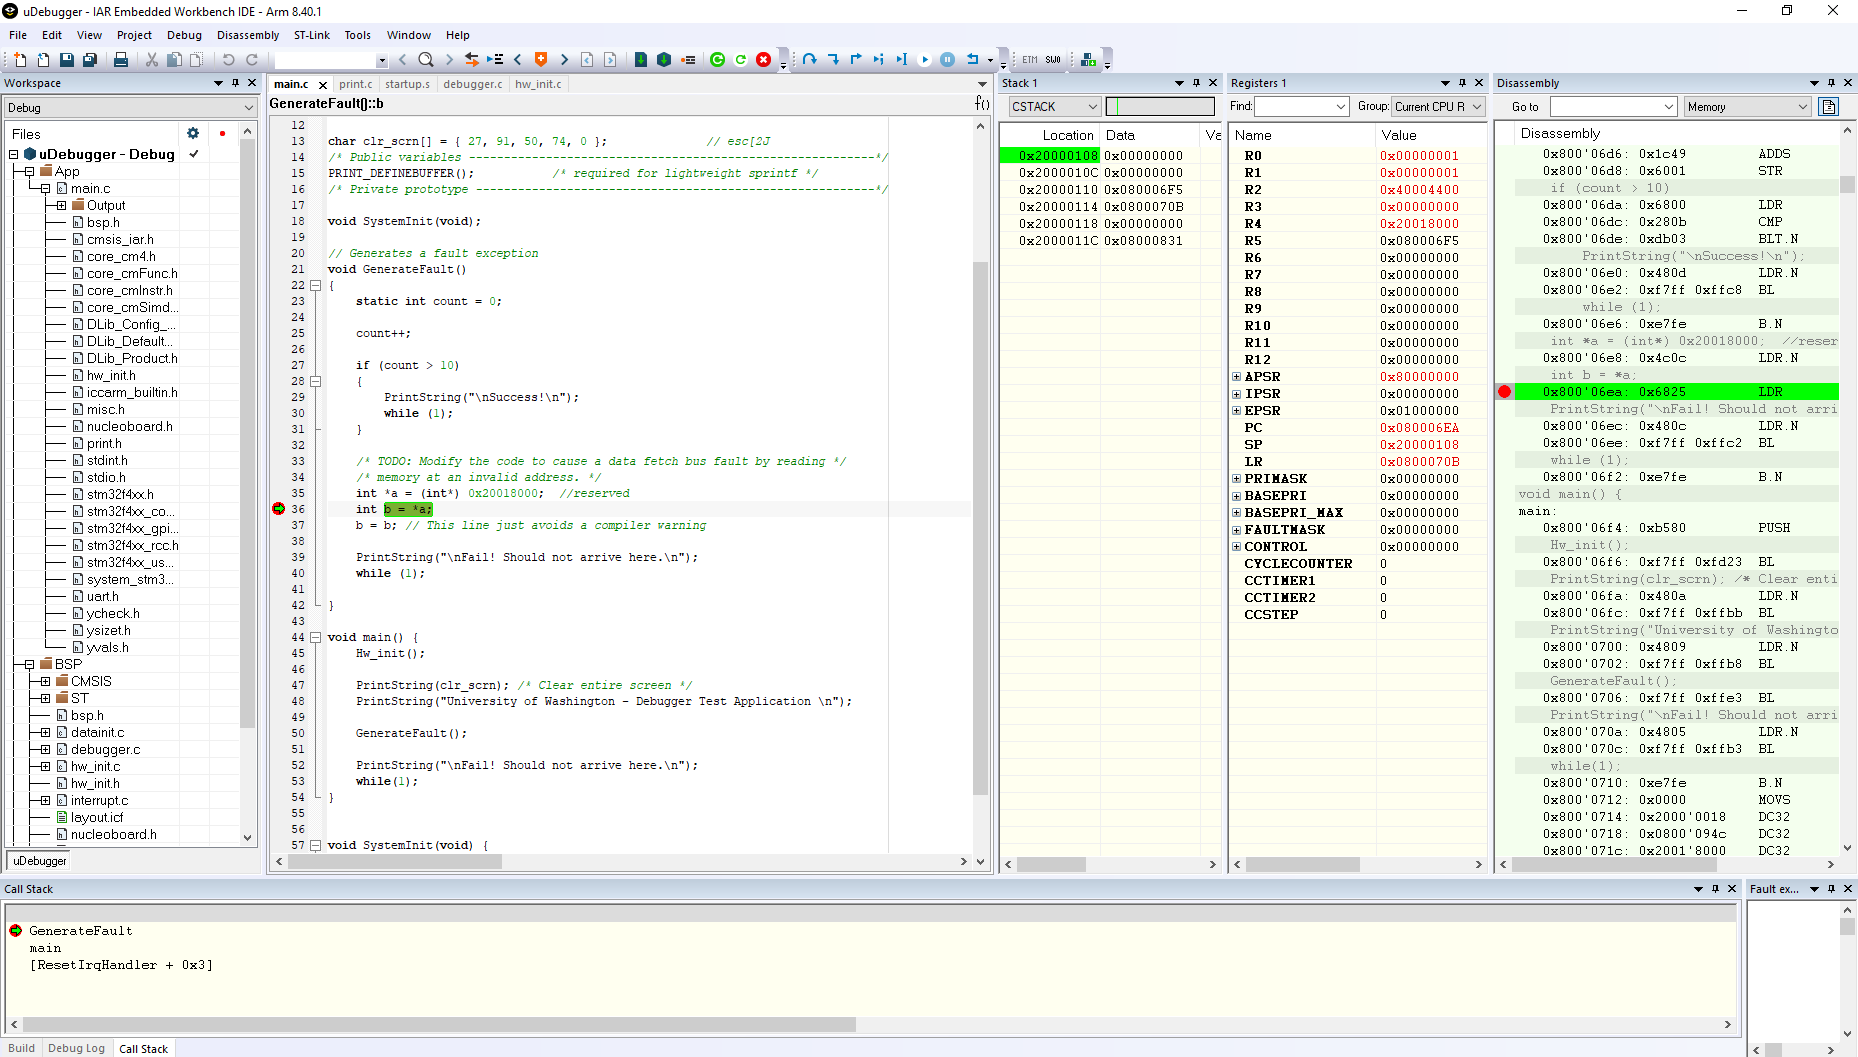 uDebugger - IAR Embedded Workbench IDE - Arm 8.40.1
File Edit View Project Debug Disassembly ST-Link Tools Window Help
ETM SWO
Workspace
Debug
Files
uDebugger - Debug
App
main.c
Output
bsp.h
cmsis_iar.h
core_cm4.h
core_cmFunc.h
core_cmInstr.h
core_cmSimd...
DLib_Config_...
DLib_Default...
DLib_Product.h
hw_init.h
iccarm_builtin.h
misc.h
nucleoboard.h
print.h
stdint.h
stdio.h
stm32f4xx.h
stm32f4xx_co...
stm32f4xx_gpi...
stm32f4xx_rcc.h
stm32f4xx_us...
system_stm3...
uart.h
ycheck.h
ysizet.h
yvals.h
BSP
CMSIS
ST
bsp.h
datainit.c
debugger.c
hw_init.c
hw_init.h
interrupt.c
layout.icf
nucleoboard.h
uDebugger
main.c print.c startup.s debugger.c hw_init.c
GenerateFault()::b f()
12
13 char clr_scrn[] = { 27, 91, 50, 74, 0 }; // esc[2J
14 /* Public variables ----------------------------------------------------------*/
15 PRINT_DEFINEBUFFER(); /* required for lightweight sprintf */
16 /* Private prototype ---------------------------------------------------------*/
17
18 void SystemInit(void);
19
20 // Generates a fault exception
21 void GenerateFault()
22 {
23 static int count = 0;
24
25 count++;
26
27 if (count > 10)
28 {
29 PrintString("\nSuccess!\n");
30 while (1);
31 }
32
33 /* TODO: Modify the code to cause a data fetch bus fault by reading */
34 /* memory at an invalid address. */
35 int *a = (int*) 0x20018000; //reserved
36 int b = *a;
37 b = b; // This line just avoids a compiler warning
38
39 PrintString("\nFail! Should not arrive here.\n");
40 while (1);
41
42 }
43
44 void main() {
45 Hw_init();
46
47 PrintString(clr_scrn); /* Clear entire screen */
48 PrintString("University of Washington - Debugger Test Application \n");
49
50 GenerateFault();
51
52 PrintString("\nFail! Should not arrive here.\n");
53 while(1);
54 }
55
56
57 void SystemInit(void) {
Stack 1
CSTACK
Location Data Va
0x20000108 0x00000000
0x2000010C 0x00000000
0x20000110 0x080006F5
0x20000114 0x0800070B
0x20000118 0x00000000
0x2000011C 0x08000831
Registers 1
Find: Group: Current CPU R
Name Value
R0 0x00000001
R1 0x00000001
R2 0x40004400
R3 0x00000000
R4 0x20018000
R5 0x080006F5
R6 0x00000000
R7 0x00000000
R8 0x00000000
R9 0x00000000
R10 0x00000000
R11 0x00000000
R12 0x00000000
APSR 0x80000000
IPSR 0x00000000
EPSR 0x01000000
PC 0x080006EA
SP 0x20000108
LR 0x0800070B
PRIMASK 0x00000000
BASEPRI 0x00000000
BASEPRI_MAX 0x00000000
FAULTMASK 0x00000000
CONTROL 0x00000000
CYCLECOUNTER 0
CCTIMER1 0
CCTIMER2 0
CCSTEP 0
Disassembly
Go to Memory
Disassembly
0x800'06d6: 0x1c49 ADDS
0x800'06d8: 0x6001 STR
if (count > 10)
0x800'06da: 0x6800 LDR
0x800'06dc: 0x280b CMP
0x800'06de: 0xdb03 BLT.N
PrintString("\nSuccess!\n");
0x800'06e0: 0x480d LDR.N
0x800'06e2: 0xf7ff 0xffc8 BL
while (1);
0x800'06e6: 0xe7fe B.N
int *a = (int*) 0x20018000; //reser
0x800'06e8: 0x4c0c LDR.N
int b = *a;
0x800'06ea: 0x6825 LDR
PrintString("\nFail! Should not arri
0x800'06ec: 0x480c LDR.N
0x800'06ee: 0xf7ff 0xffc2 BL
while (1);
0x800'06f2: 0xe7fe B.N
void main() {
main:
0x800'06f4: 0xb580 PUSH
Hw_init();
0x800'06f6: 0xf7ff 0xfd23 BL
PrintString(clr_scrn); /* Clear enti
0x800'06fa: 0x480a LDR.N
0x800'06fc: 0xf7ff 0xffbb BL
PrintString("University of Washingto
0x800'0700: 0x4809 LDR.N
0x800'0702: 0xf7ff 0xffb8 BL
GenerateFault();
0x800'0706: 0xf7ff 0xffe3 BL
PrintString("\nFail! Should not arri
0x800'070a: 0x4805 LDR.N
0x800'070c: 0xf7ff 0xffb3 BL
while(1);
0x800'0710: 0xe7fe B.N
0x800'0712: 0x0000 MOVS
0x800'0714: 0x2000'0018 DC32
0x800'0718: 0x0800'094c DC32
0x800'071c: 0x2001'8000 DC32
Call Stack
GenerateFault
main
[ResetIrqHandler + 0x3]
Fault ex...
Build Debug Log Call Stack